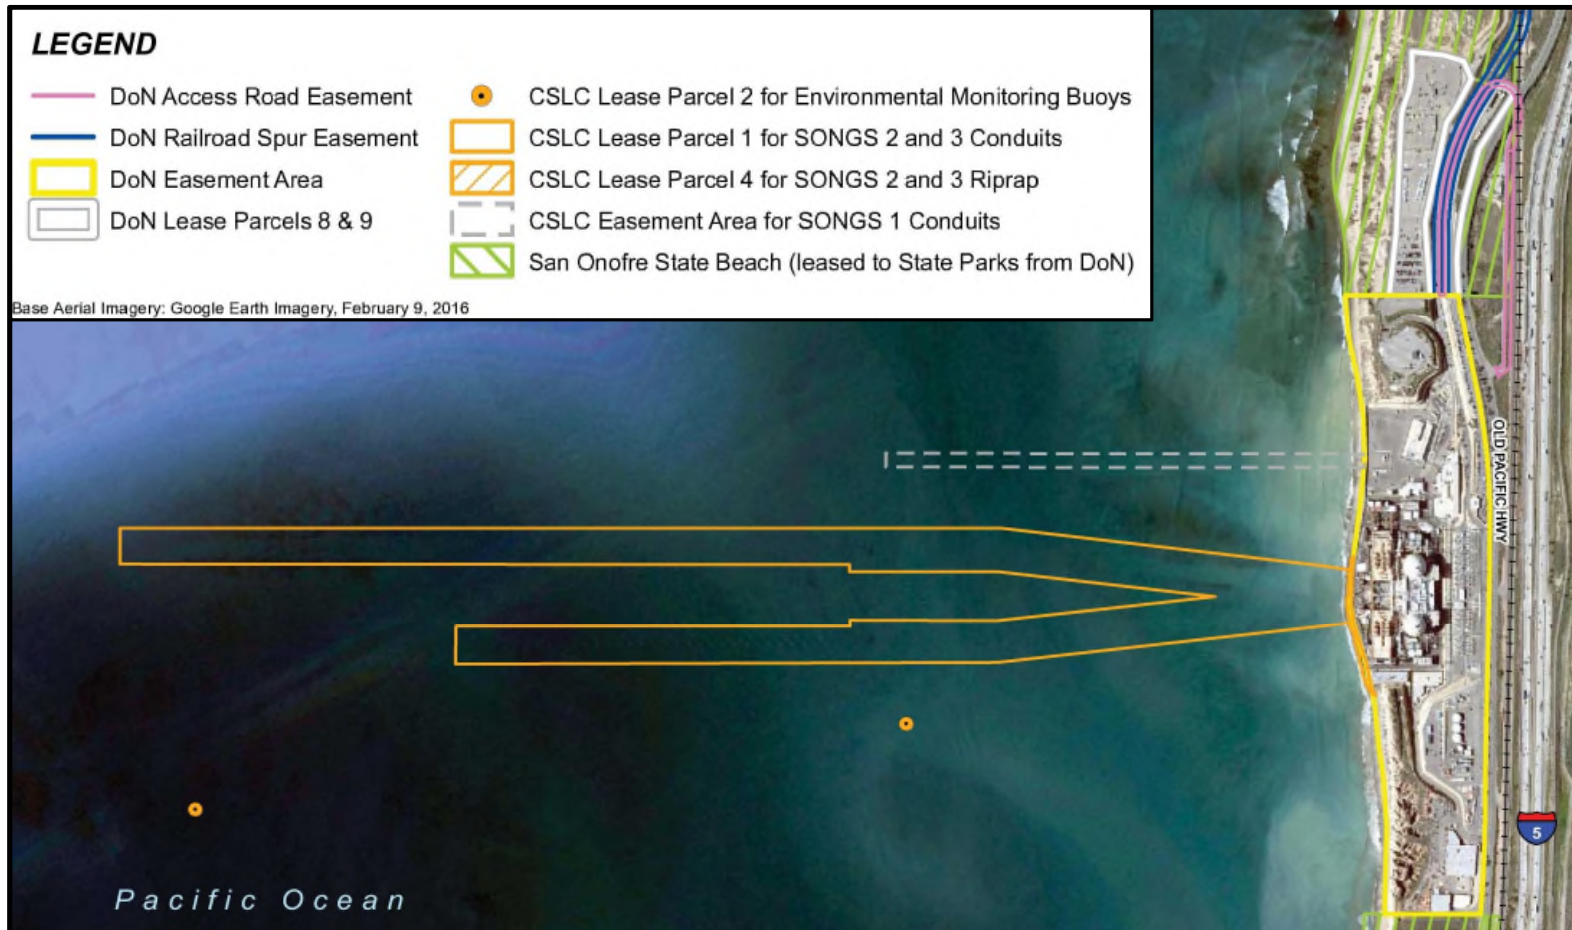 LEGEND
DoN Access Road Easement
DoN Railroad Spur Easement
DoN Easement Area
DoN Lease Parcels 8 & 9
CSLC Lease Parcel 2 for Environmental Monitoring Buoys
CSLC Lease Parcel 1 for SONGS 2 and 3 Conduits
CSLC Lease Parcel 4 for SONGS 2 and 3 Riprap
CSLC Easement Area for SONGS 1 Conduits
San Onofre State Beach (leased to State Parks from DoN)
Base Aerial Imagery: Google Earth Imagery, February 9, 2016
OLD PACIFIC HWY
5
Pacific Ocean